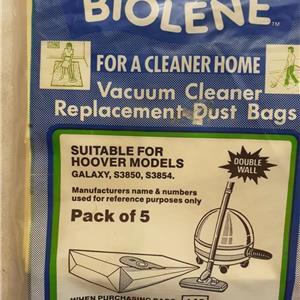 BIOLENE™
FOR A CLEANER HOME
Vacuum Cleaner
Replacement Dust Bags
SUITABLE FOR
HOOVER MODELS
GALAXY, S3850, S3854.
Manufacturers name & numbers
used for reference purposes only
Pack of 5
DOUBLE
WALL
WHEN PURCHASING BAGS